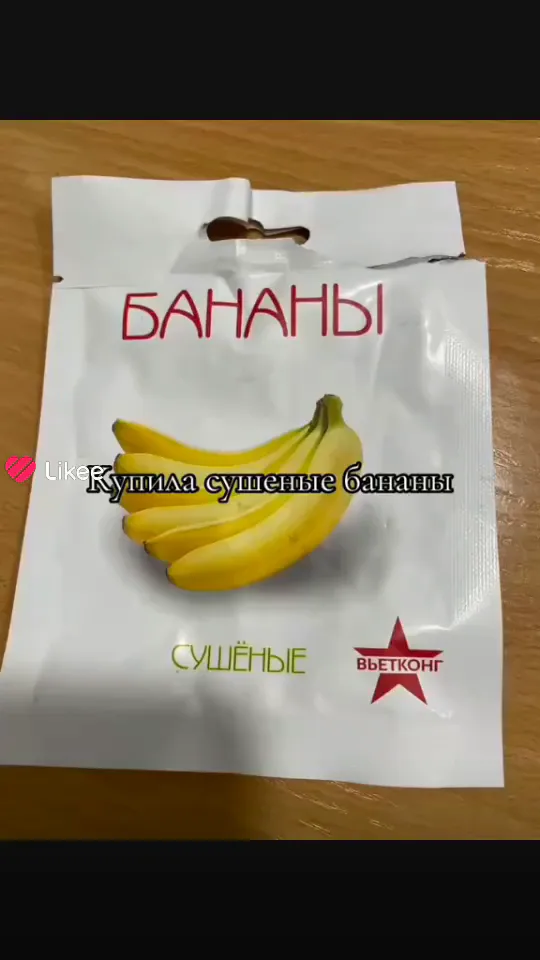 БАНАНЫ
Likee
Купила сушеные бананы
СУШЁНЫЕ
ВЬЕТКОНГ